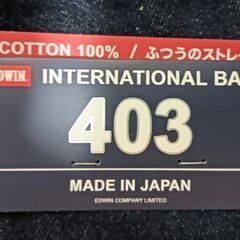 COTTON 100% / ふつうのストレ
EDWIN. INTERNATIONAL BA
403
MADE IN JAPAN
EDWIN COMPANY LIMITED